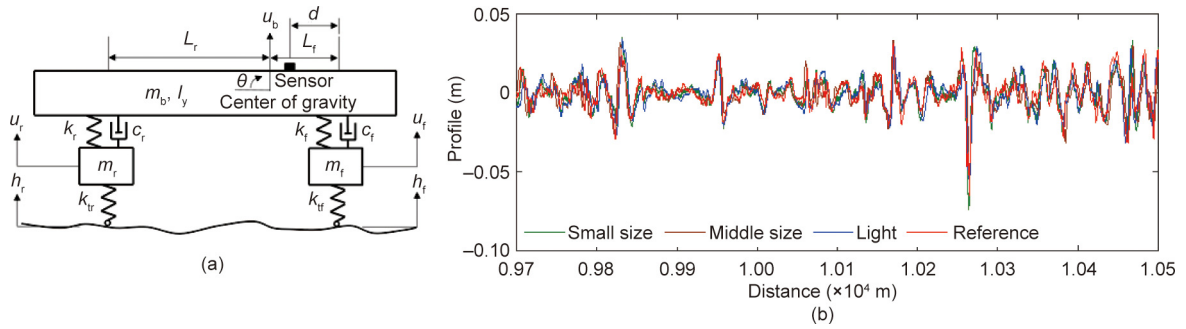 u_b
d
L_r
L_f
θ
Sensor
m_b, I_y
Center of gravity
k_r
c_r
k_f
c_f
u_r
u_f
m_r
m_f
h_r
h_f
k_tr
k_tf
(a)
0.05
0
–0.05
–0.10
Profile (m)
Small size
Middle size
Light
Reference
0.97 0.98 0.99 1.00 1.01 1.02 1.03 1.04 1.05
Distance (×10⁴ m)
(b)